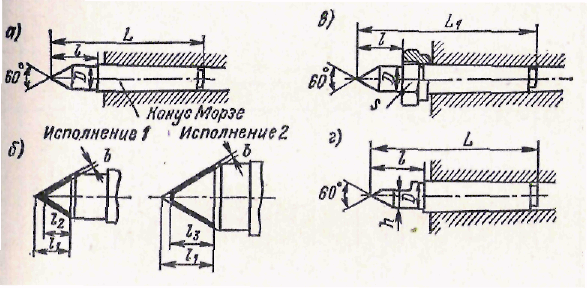 а)
L
l
60°
D
Конус Морзе
Исполнение 1 Исполнение 2
б)
b
l₂
l₁
b
l₃
l₁
в)
L₁
l
60°
D
s
г)
L
l
60°
D
h